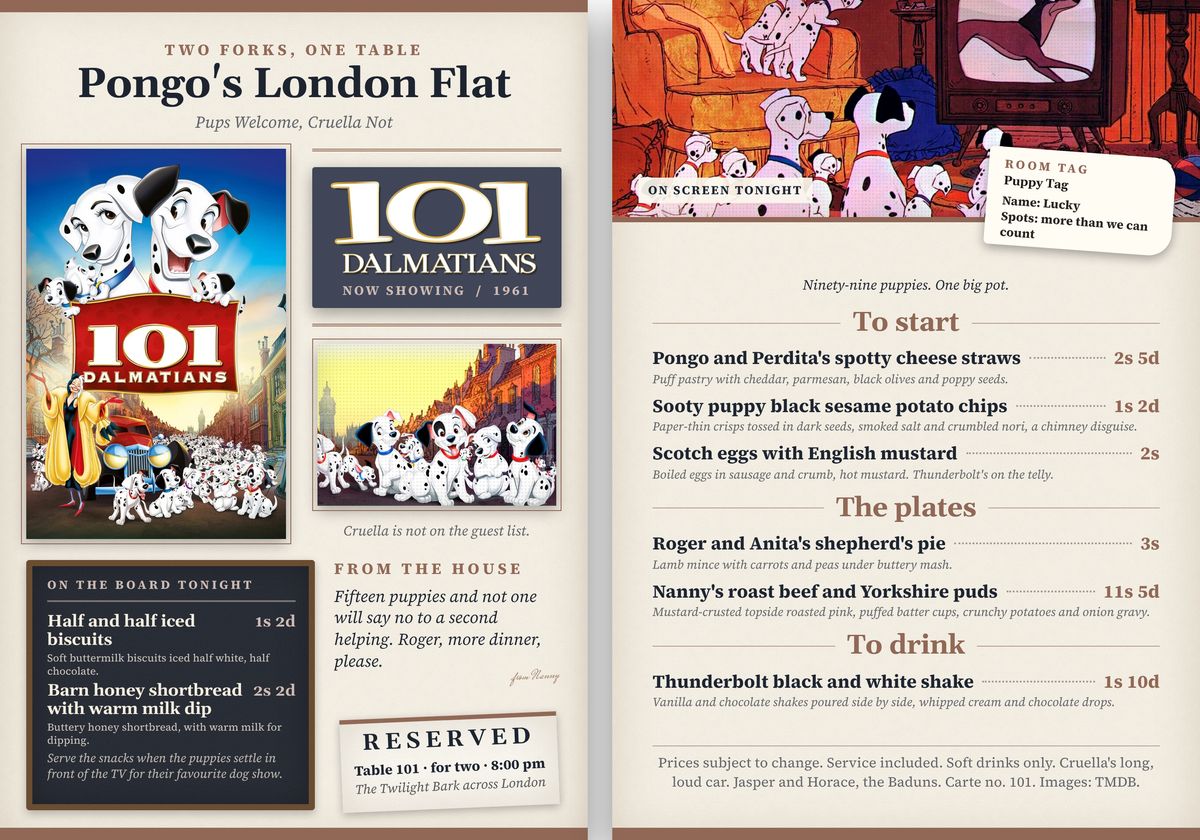 TWO FORKS, ONE TABLE
Pongo's London Flat
Pups Welcome, Cruella Not
101
DALMATIANS
101
DALMATIANS
NOW SHOWING / 1961
Cruella is not on the guest list.
ON THE BOARD TONIGHT
Half and half iced biscuits 1s 2d
Soft buttermilk biscuits iced half white, half
chocolate.
Barn honey shortbread with warm milk dip 2s 2d
Buttery honey shortbread, with warm milk for
dipping.
Serve the snacks when the puppies settle in
front of the TV for their favourite dog show.
FROM THE HOUSE
Fifteen puppies and not one
will say no to a second
helping. Roger, more dinner,
please.
from Nanny
RESERVED
Table 101 · for two · 8:00 pm
The Twilight Bark across London
ON SCREEN TONIGHT
ROOM TAG
Puppy Tag
Name: Lucky
Spots: more than we can
count
Ninety-nine puppies. One big pot.
To start
Pongo and Perdita's spotty cheese straws 2s 5d
Puff pastry with cheddar, parmesan, black olives and poppy seeds.
Sooty puppy black sesame potato chips 1s 2d
Paper-thin crisps tossed in dark seeds, smoked salt and crumbled nori, a chimney disguise.
Scotch eggs with English mustard 2s
Boiled eggs in sausage and crumb, hot mustard. Thunderbolt's on the telly.
The plates
Roger and Anita's shepherd's pie 3s
Lamb mince with carrots and peas under buttery mash.
Nanny's roast beef and Yorkshire puds 11s 5d
Mustard-crusted topside roasted pink, puffed batter cups, crunchy potatoes and onion gravy.
To drink
Thunderbolt black and white shake 1s 10d
Vanilla and chocolate shakes poured side by side, whipped cream and chocolate drops.
Prices subject to change. Service included. Soft drinks only. Cruella's long,
loud car. Jasper and Horace, the Baduns. Carte no. 101. Images: TMDB.